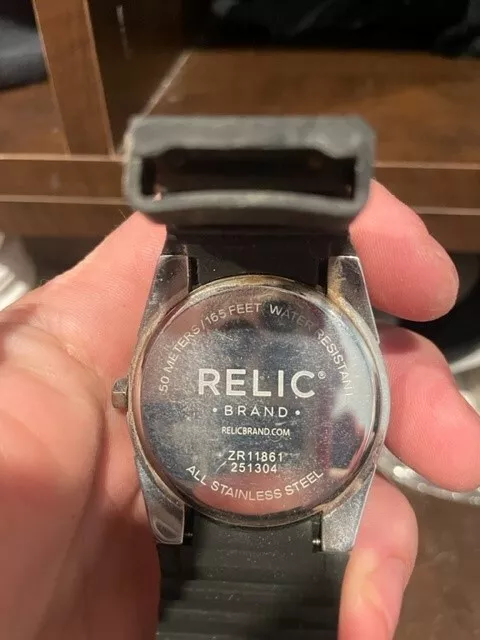 50 METERS/165 FEET WATER RESISTANT
RELIC®
• BRAND •
RELICBRAND.COM
ZR11861
251304
ALL STAINLESS STEEL